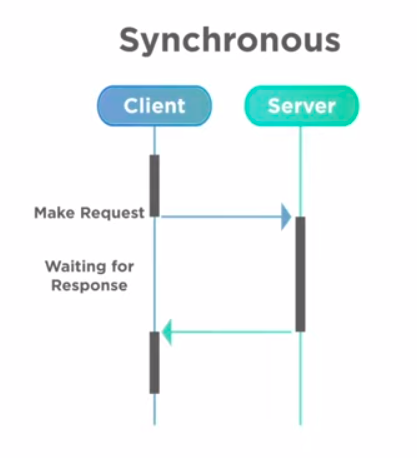 Synchronous
Client
Server
Make Request
Waiting for
Response